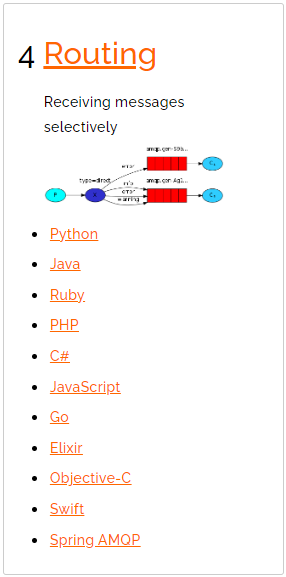 4 Routing
Receiving messages
selectively
type=direct
error
info
error
warning
amqp.gen-S9b...
amqp.gen-Ag1...
P
X
C₁
C₂
Python
Java
Ruby
PHP
C#
JavaScript
Go
Elixir
Objective-C
Swift
Spring AMQP